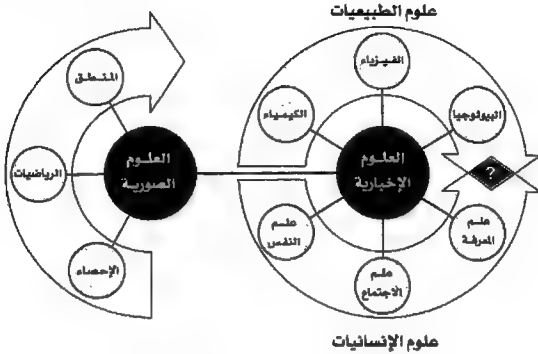 علوم الطبيعيات
الفيزياء
البيولوجيا
الكيمياء
المنطق
العلوم
الإخبارية
العلوم
الصورية
?
الرياضيات
علم
المعرفة
علم
النفس
علم
الاجتماع
الإحصاء
علوم الإنسانيات